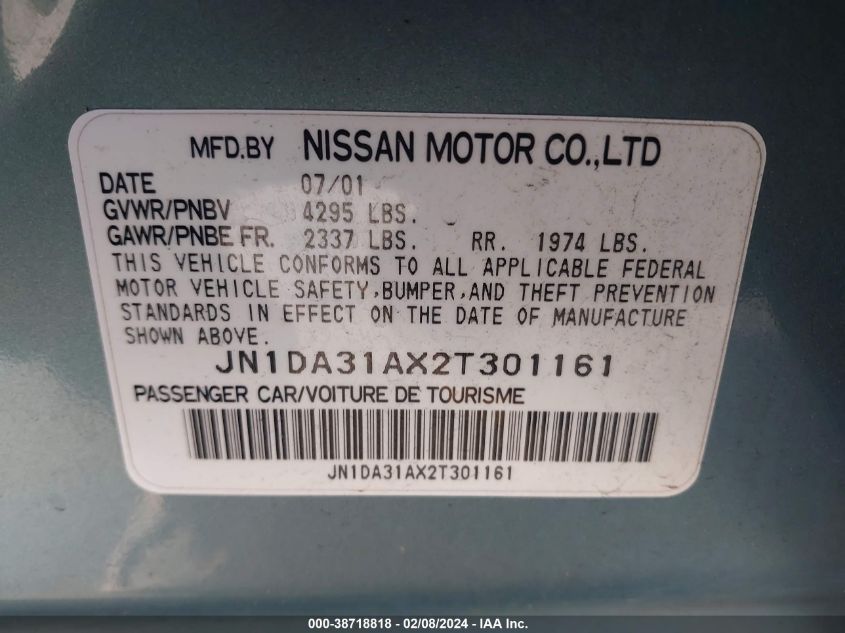 MFD.BY NISSAN MOTOR CO.,LTD
DATE 07/01
GVWR/PNBV 4295 LBS.
GAWR/PNBE FR. 2337 LBS. RR. 1974 LBS.
THIS VEHICLE CONFORMS TO ALL APPLICABLE FEDERAL
MOTOR VEHICLE SAFETY,BUMPER,AND THEFT PREVENTION
STANDARDS IN EFFECT ON THE DATE OF MANUFACTURE
SHOWN ABOVE.
JN1DA31AX2T301161
PASSENGER CAR/VOITURE DE TOURISME
JN1DA31AX2T301161
000-38718818 - 02/08/2024 - IAA Inc.